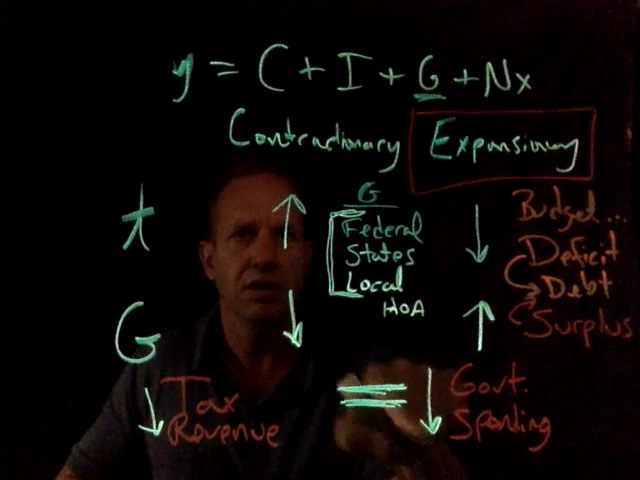 y = C + I + G + Nx
Contractionary Expansionary
t ↑ G ↓ Budget...
Federal
States
Local
HOA
Deficit
Debt
Surplus
G ↓ ↑
↓ Tax Revenue = ↓ Govt. Spending